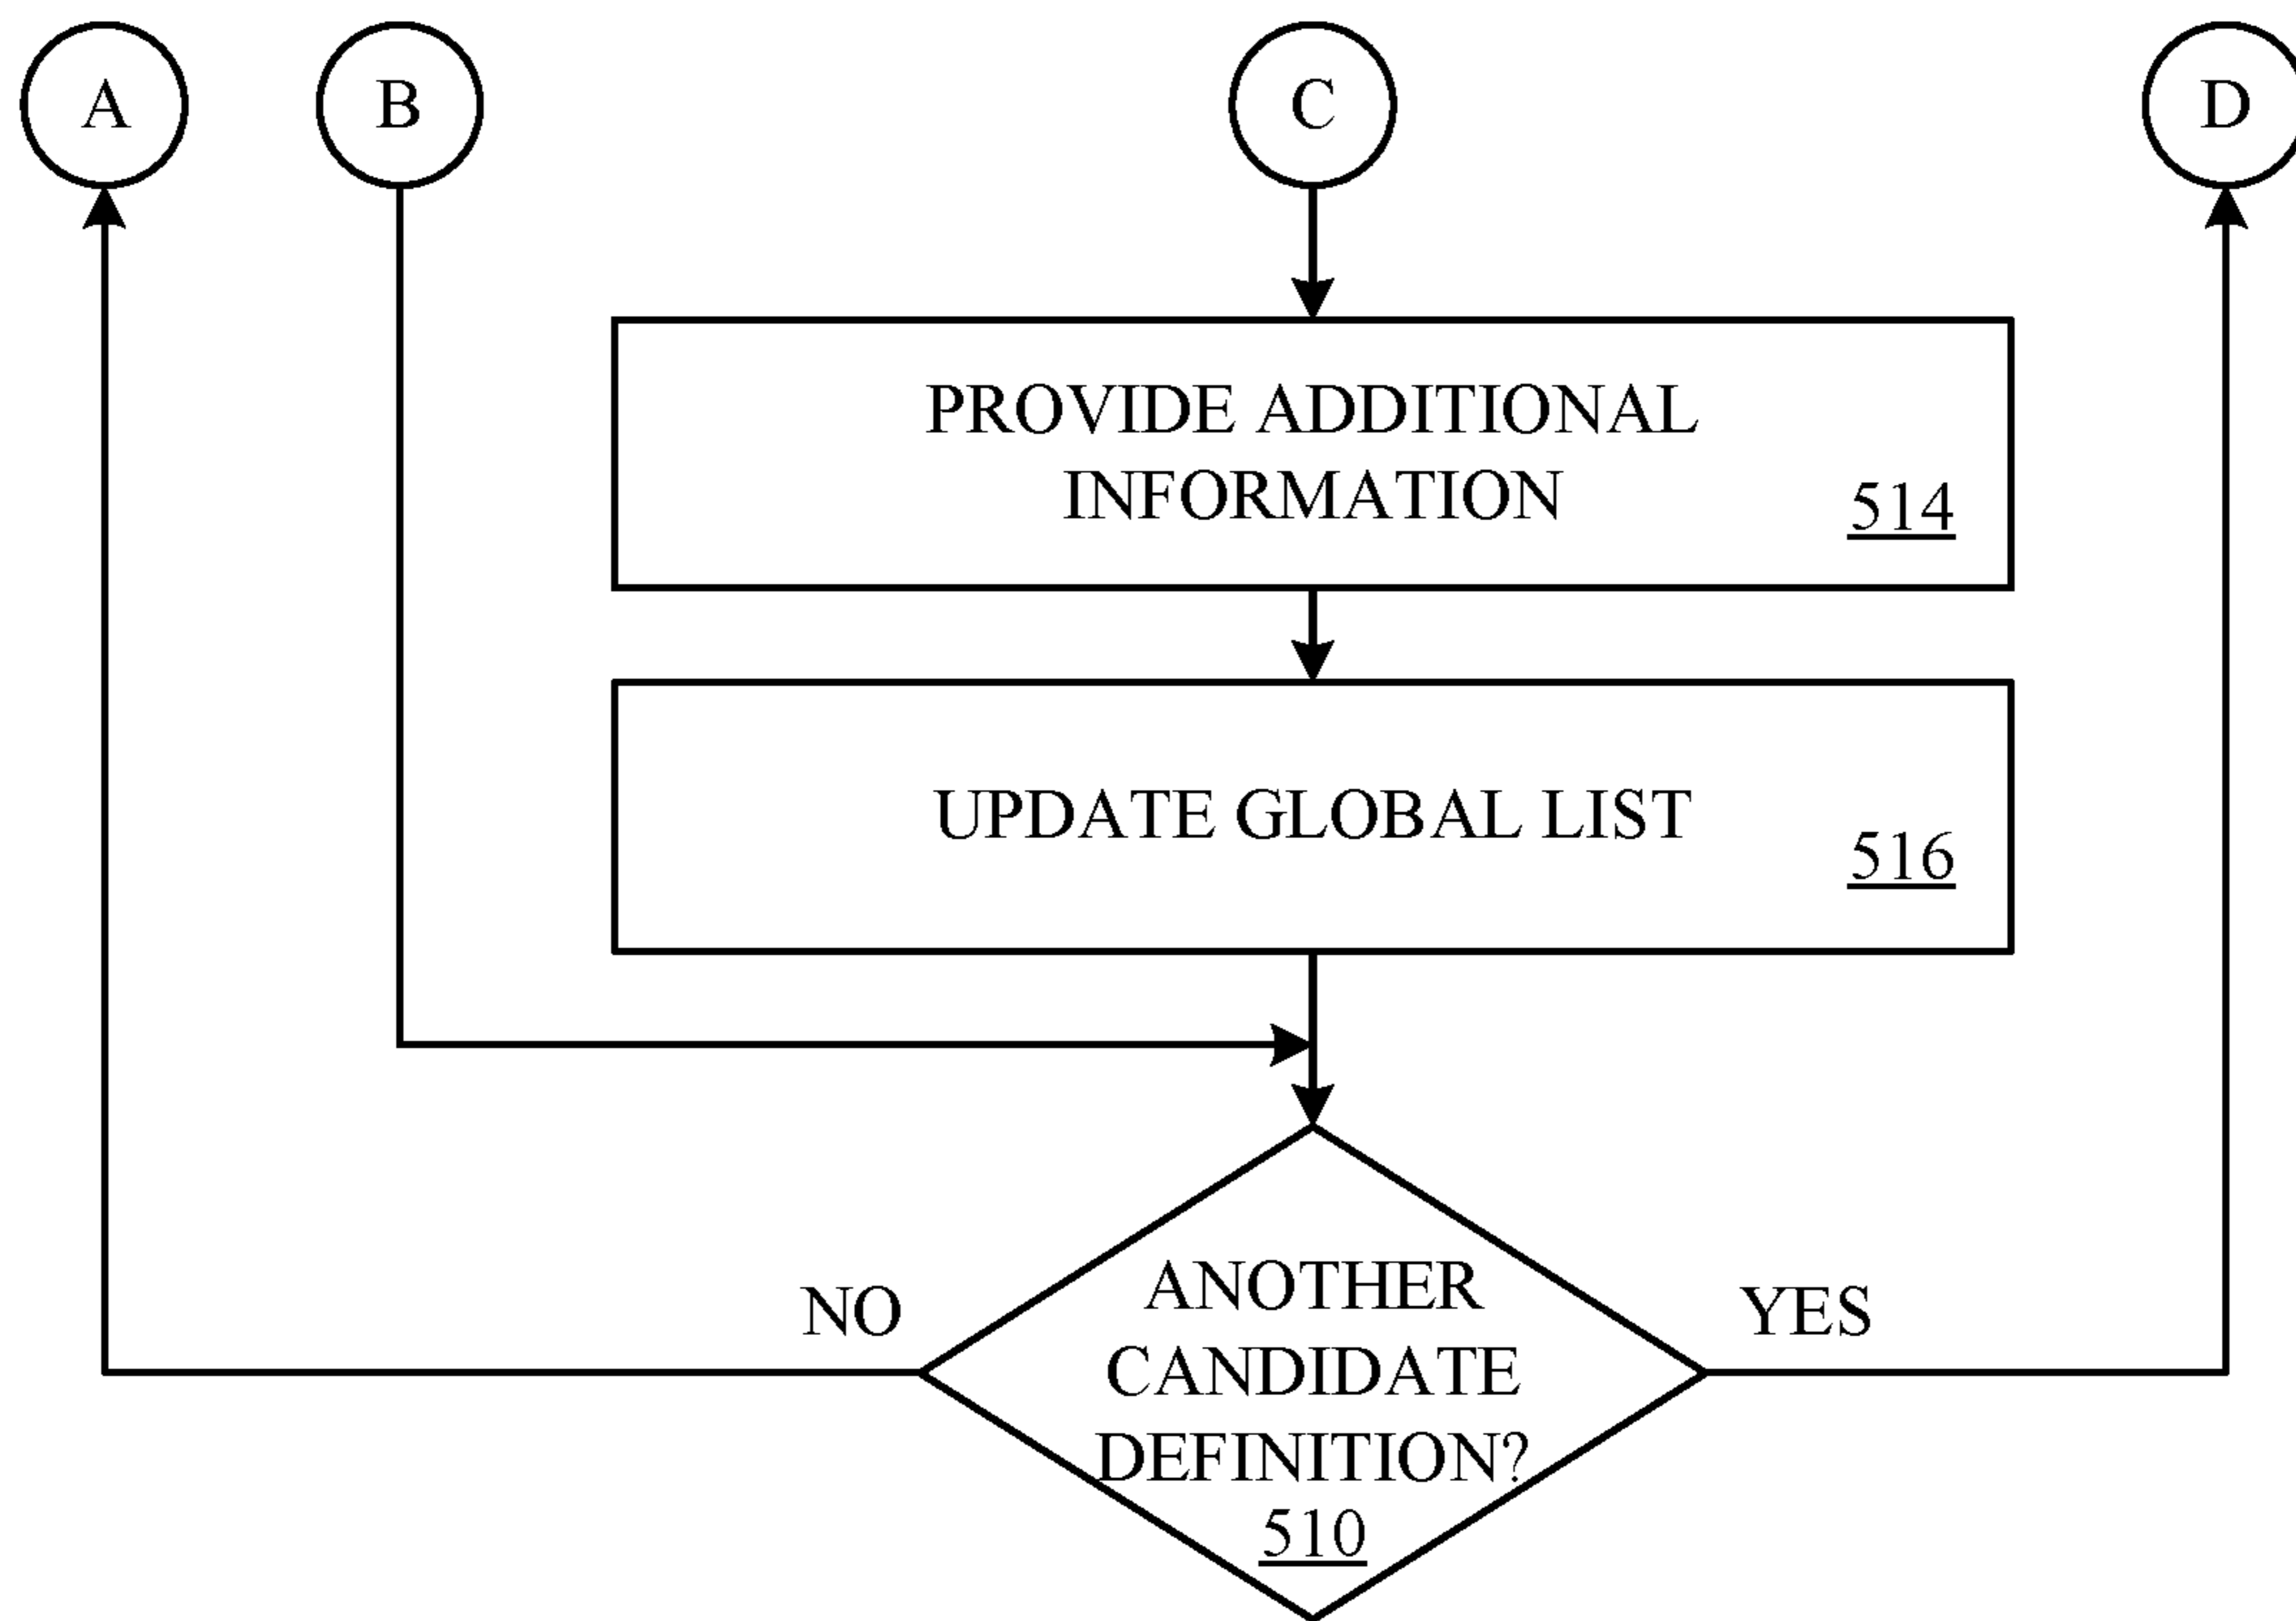 A
B
C
D
PROVIDE ADDITIONAL
INFORMATION
514
UPDATE GLOBAL LIST
516
NO
ANOTHER
CANDIDATE
DEFINITION?
510
YES